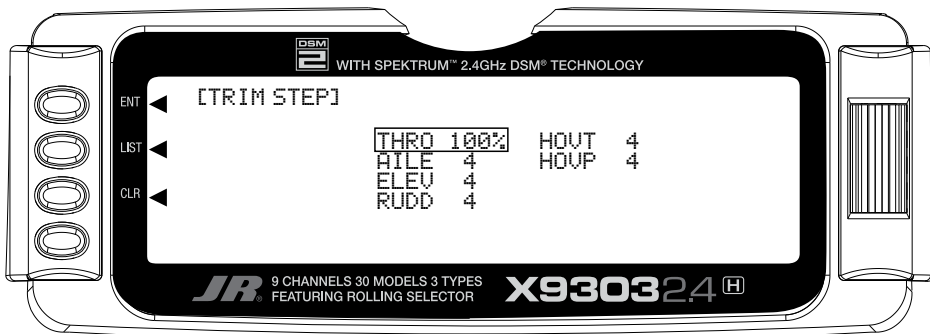 DSM
2
WITH SPEKTRUM™ 2.4GHz DSM® TECHNOLOGY
ENT
LIST
CLR
[TRIM STEP]
THRO 100% HOVT 4
AILE 4 HOVP 4
ELEV 4
RUDD 4
JR®
9 CHANNELS 30 MODELS 3 TYPES
FEATURING ROLLING SELECTOR
X9303 2.4 H